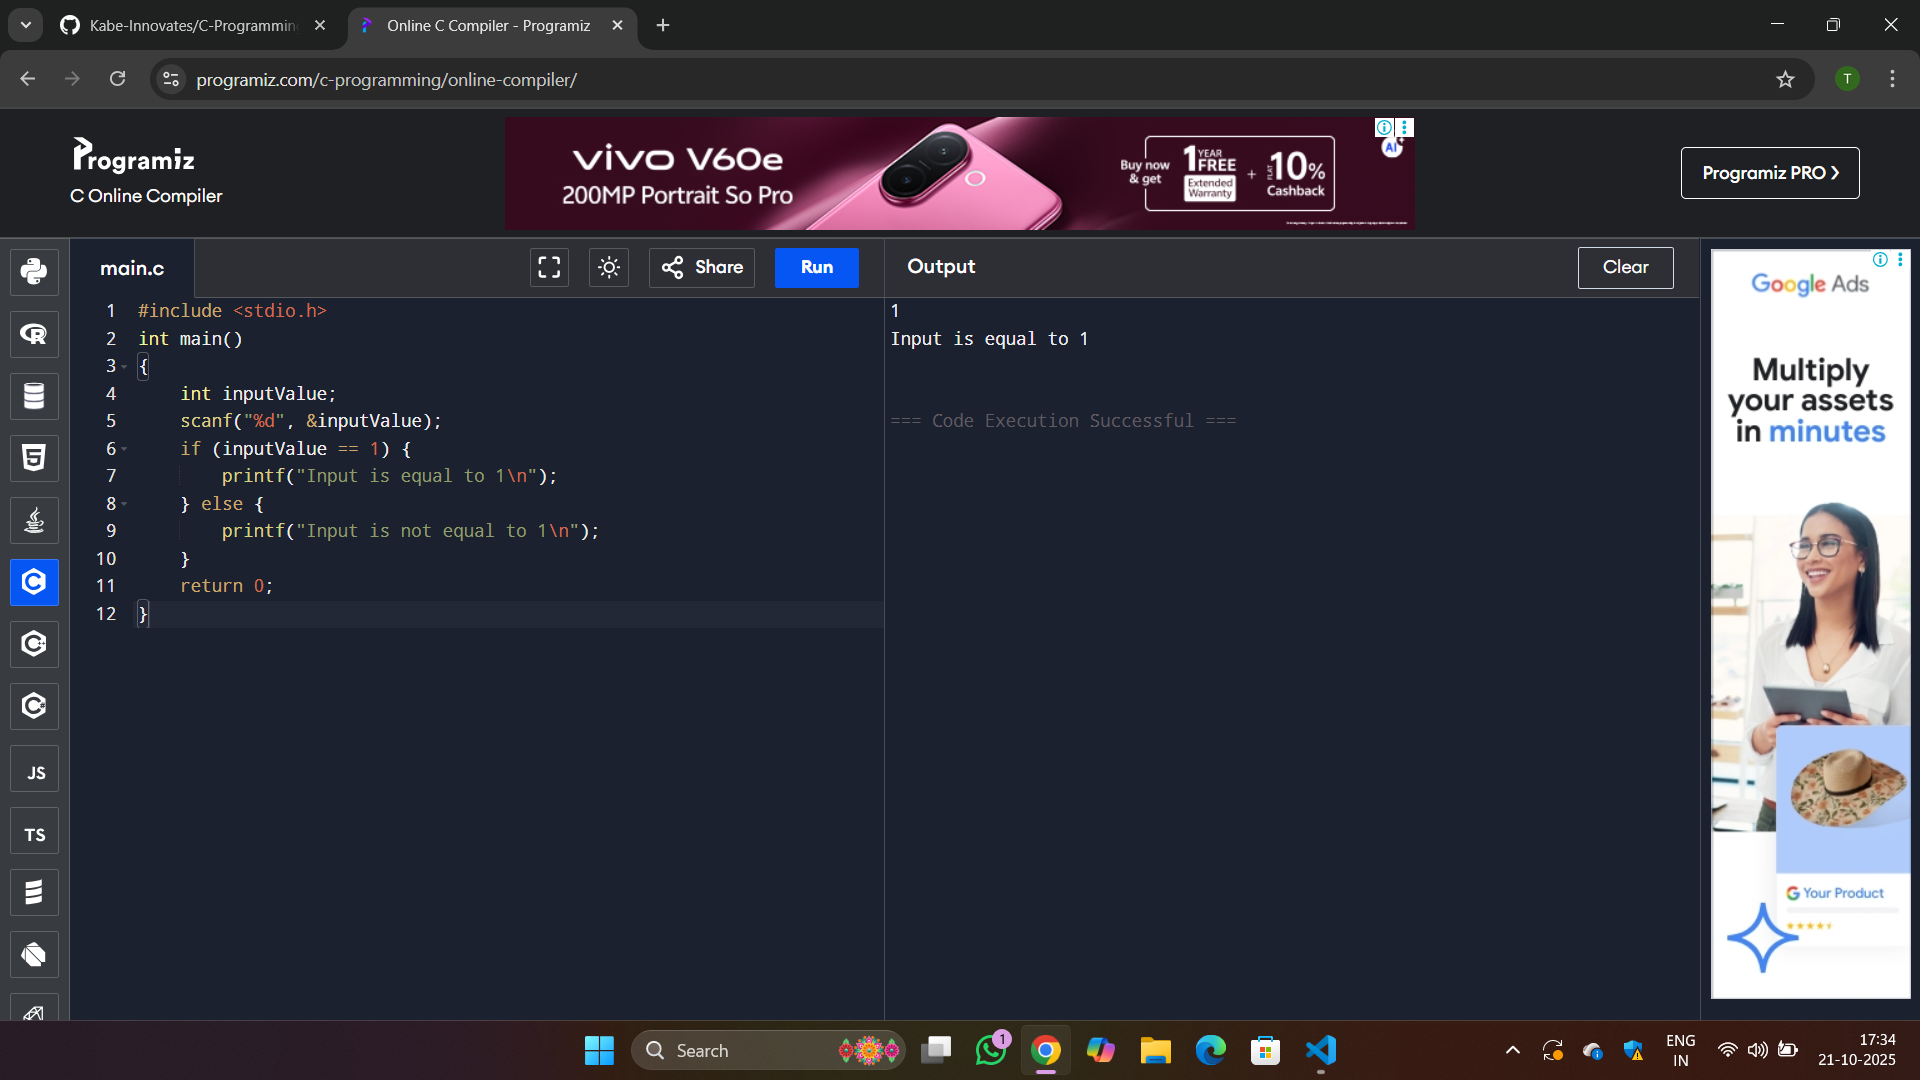 Kabe-Innovates/C-Programmin
Online C Compiler - Programiz
programiz.com/c-programming/online-compiler/
T
Programiz
C Online Compiler
vivo V60e
200MP Portrait So Pro
Buy now & get
1 YEAR FREE
Extended Warranty
+
FLAT 10% Cashback
AI
Programiz PRO
main.c
Share
Run
Output
Clear
1 #include <stdio.h>
2 int main()
3 {
4     int inputValue;
5     scanf("%d", &inputValue);
6     if (inputValue == 1) {
7         printf("Input is equal to 1\n");
8     } else {
9         printf("Input is not equal to 1\n");
10     }
11     return 0;
12 }
1
Input is equal to 1
=== Code Execution Successful ===
JS
TS
Google Ads
Multiply
your assets
in minutes
G Your Product
Search
1
ENG
IN
17:34
21-10-2025